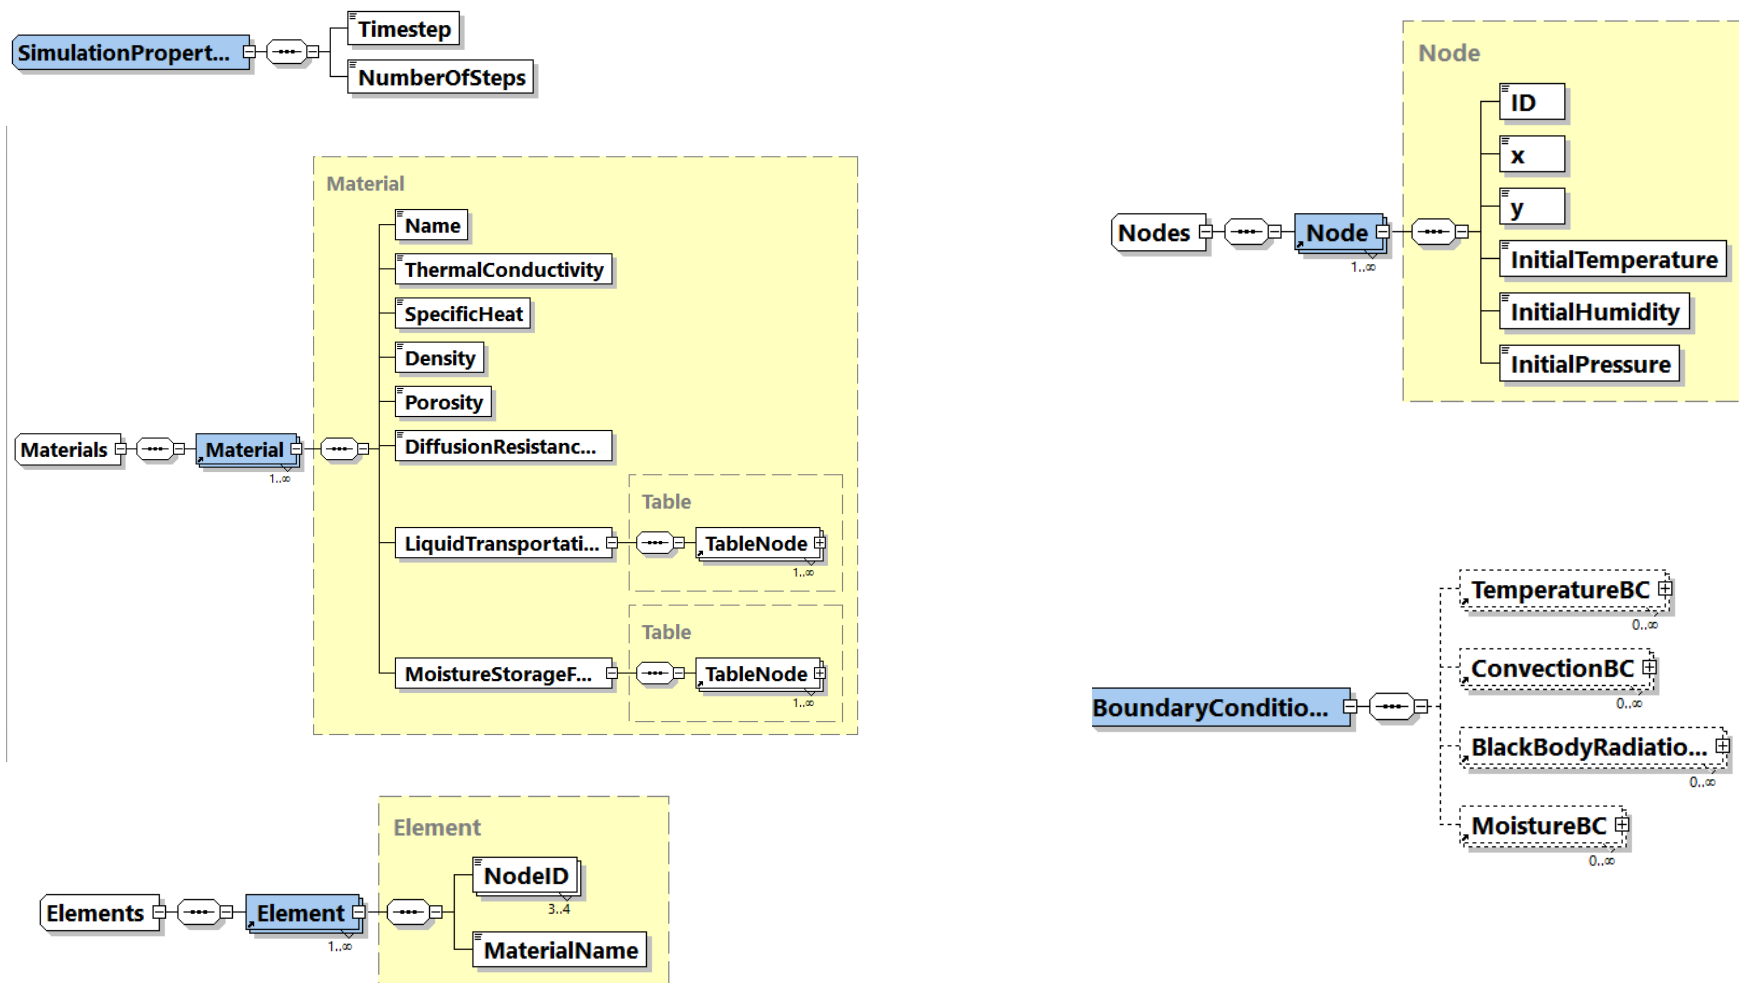 SimulationPropert...
Timestep
NumberOfSteps
Materials
Material
1..∞
Material
Name
ThermalConductivity
SpecificHeat
Density
Porosity
DiffusionResistanc...
LiquidTransportati...
Table
TableNode
1..∞
MoistureStorageF...
Table
TableNode
1..∞
Elements
Element
1..∞
Element
NodeID
3..4
MaterialName
Nodes
Node
1..∞
Node
ID
x
y
InitialTemperature
InitialHumidity
InitialPressure
BoundaryConditio...
TemperatureBC
0..∞
ConvectionBC
0..∞
BlackBodyRadiatio...
0..∞
MoistureBC
0..∞